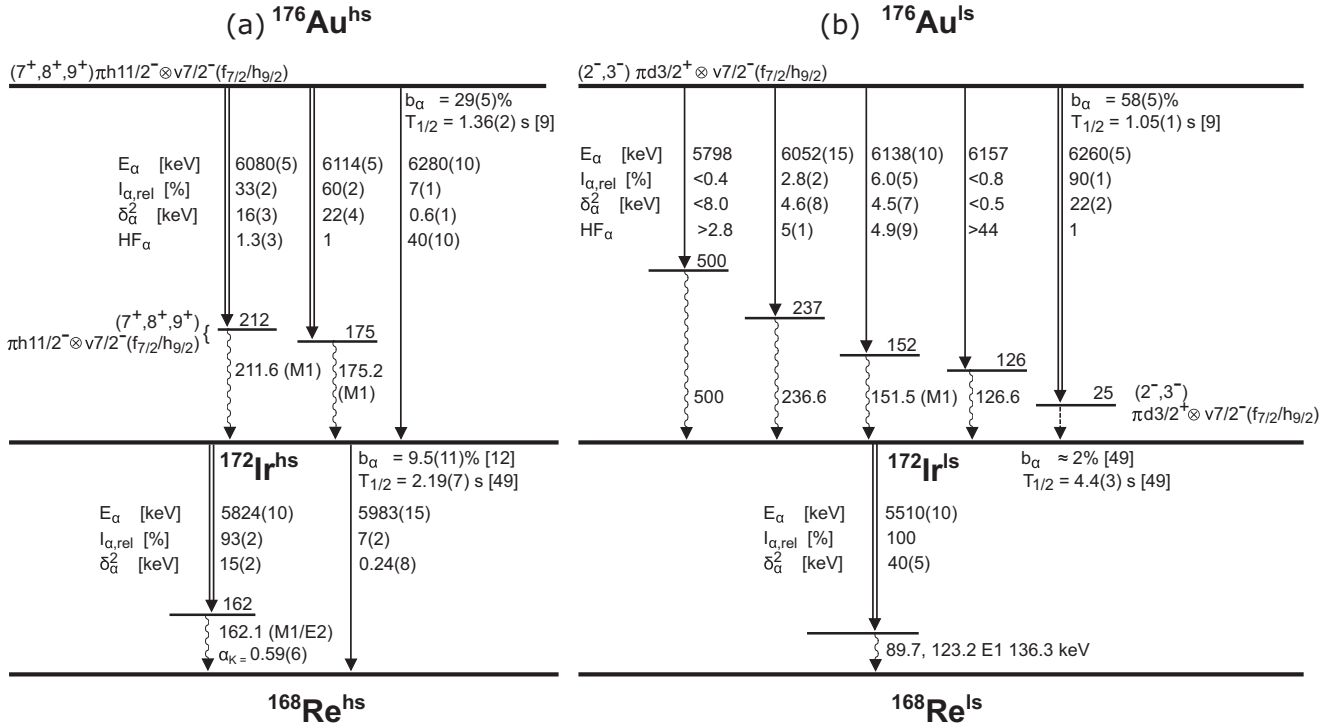 (a) ¹⁷⁶Auʰˢ
(7⁺,8⁺,9⁺)πh11/2⁻⊗ν7/2⁻(f₇/₂/h₉/₂)
bα = 29(5)%
T₁/₂ = 1.36(2) s [9]
Eα [keV] 6080(5) 6114(5) 6280(10)
Iα,rel [%] 33(2) 60(2) 7(1)
δ²α [keV] 16(3) 22(4) 0.6(1)
HFα 1.3(3) 1 40(10)
(7⁺,8⁺,9⁺) { 212
πh11/2⁻⊗ν7/2⁻(f₇/₂/h₉/₂) 175
211.6 (M1) 175.2
(M1)
¹⁷²Irʰˢ
bα = 9.5(11)% [12]
T₁/₂ = 2.19(7) s [49]
Eα [keV] 5824(10) 5983(15)
Iα,rel [%] 93(2) 7(2)
δ²α [keV] 15(2) 0.24(8)
162
162.1 (M1/E2)
αK = 0.59(6)
¹⁶⁸Reʰˢ
(b) ¹⁷⁶Auˡˢ
(2⁻,3⁻) πd3/2⁺⊗ν7/2⁻(f₇/₂/h₉/₂)
bα = 58(5)%
T₁/₂ = 1.05(1) s [9]
Eα [keV] 5798 6052(15) 6138(10) 6157 6260(5)
Iα,rel [%] <0.4 2.8(2) 6.0(5) <0.8 90(1)
δ²α [keV] <8.0 4.6(8) 4.5(7) <0.5 22(2)
HFα >2.8 5(1) 4.9(9) >44 1
500
237
152
126
25 (2⁻,3⁻)
πd3/2⁺⊗ν7/2⁻(f₇/₂/h₉/₂)
500 236.6 151.5 (M1) 126.6
¹⁷²Irˡˢ
bα ≈ 2% [49]
T₁/₂ = 4.4(3) s [49]
Eα [keV] 5510(10)
Iα,rel [%] 100
δ²α [keV] 40(5)
89.7, 123.2 E1 136.3 keV
¹⁶⁸Reˡˢ